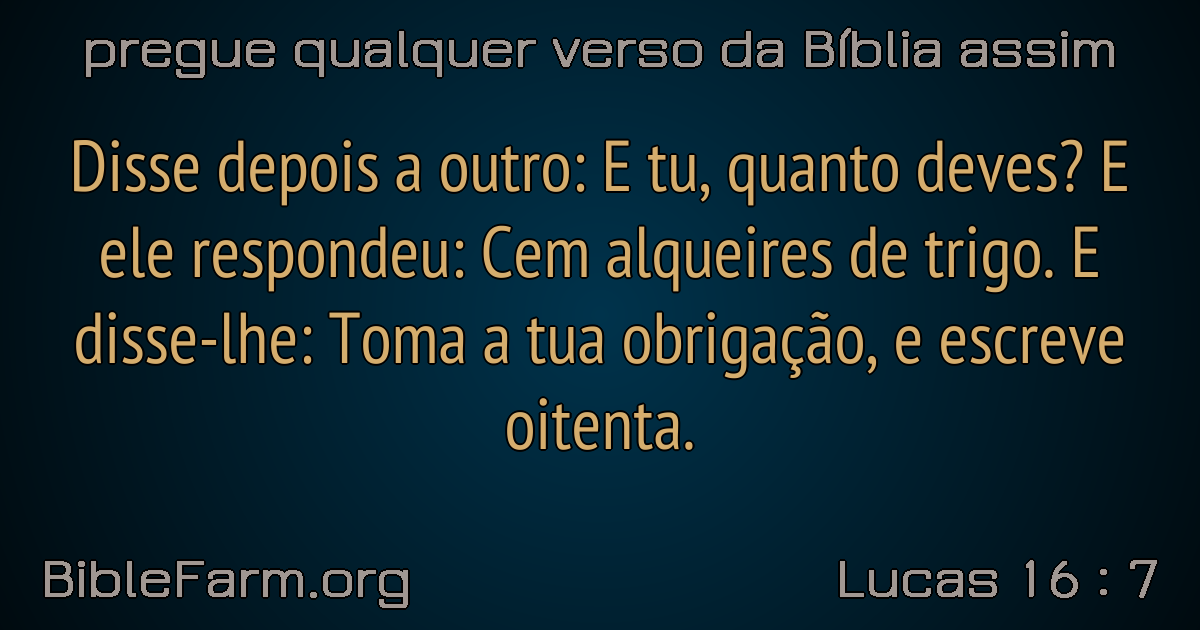 pregue qualquer verso da Bíblia assim
Disse depois a outro: E tu, quanto deves? E
ele respondeu: Cem alqueires de trigo. E
disse-lhe: Toma a tua obrigação, e escreve
oitenta.
BibleFarm.org
Lucas 16 : 7